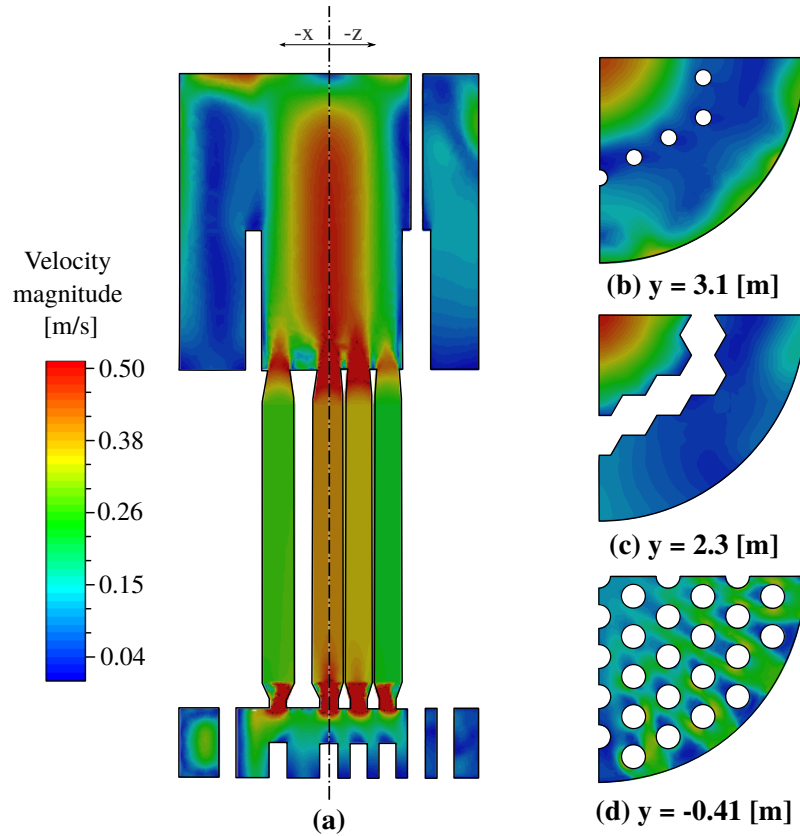 -x
-z
Velocity
magnitude
[m/s]
0.50
0.38
0.26
0.15
0.04
(a)
(b) y = 3.1 [m]
(c) y = 2.3 [m]
(d) y = -0.41 [m]